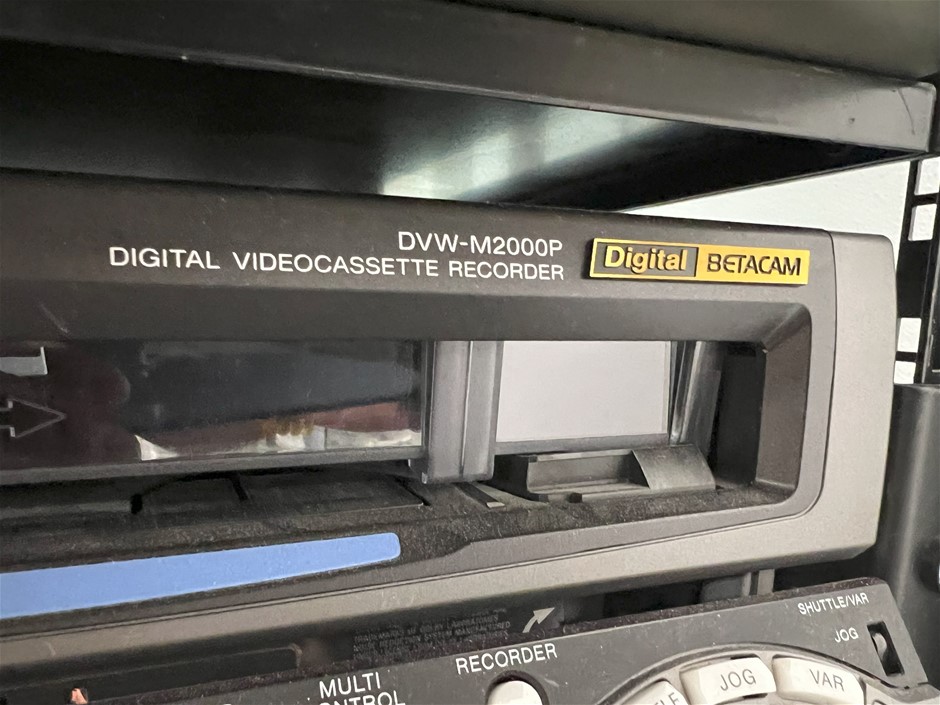 DVW-M2000P
DIGITAL VIDEOCASSETTE RECORDER
Digital BETACAM
SHUTTLE/VAR
JOG
RECORDER
MULTI
JOG
VAR